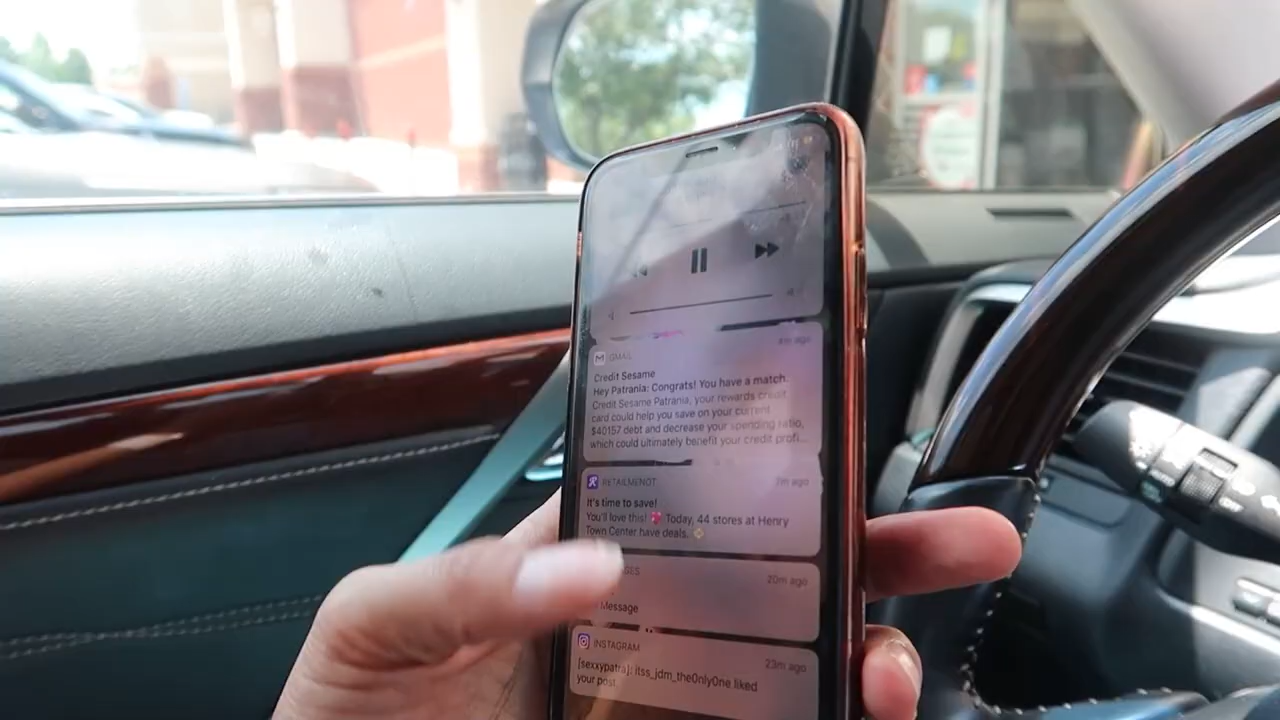 GMAIL
4m ago
Credit Sesame
Hey Patrania: Congrats! You have a match.
Credit Sesame Patrania, your rewards credit
card could help you save on your current
$40157 debt and decrease your spending ratio,
which could ultimately benefit your credit profi...
RETAILMENOT
7m ago
It's time to save!
You'll love this! 💖 Today, 44 stores at Henry
Town Center have deals.
20m ago
Message
INSTAGRAM
23m ago
[sexxypatra]: itss_jdm_the0nly0ne liked
your post.